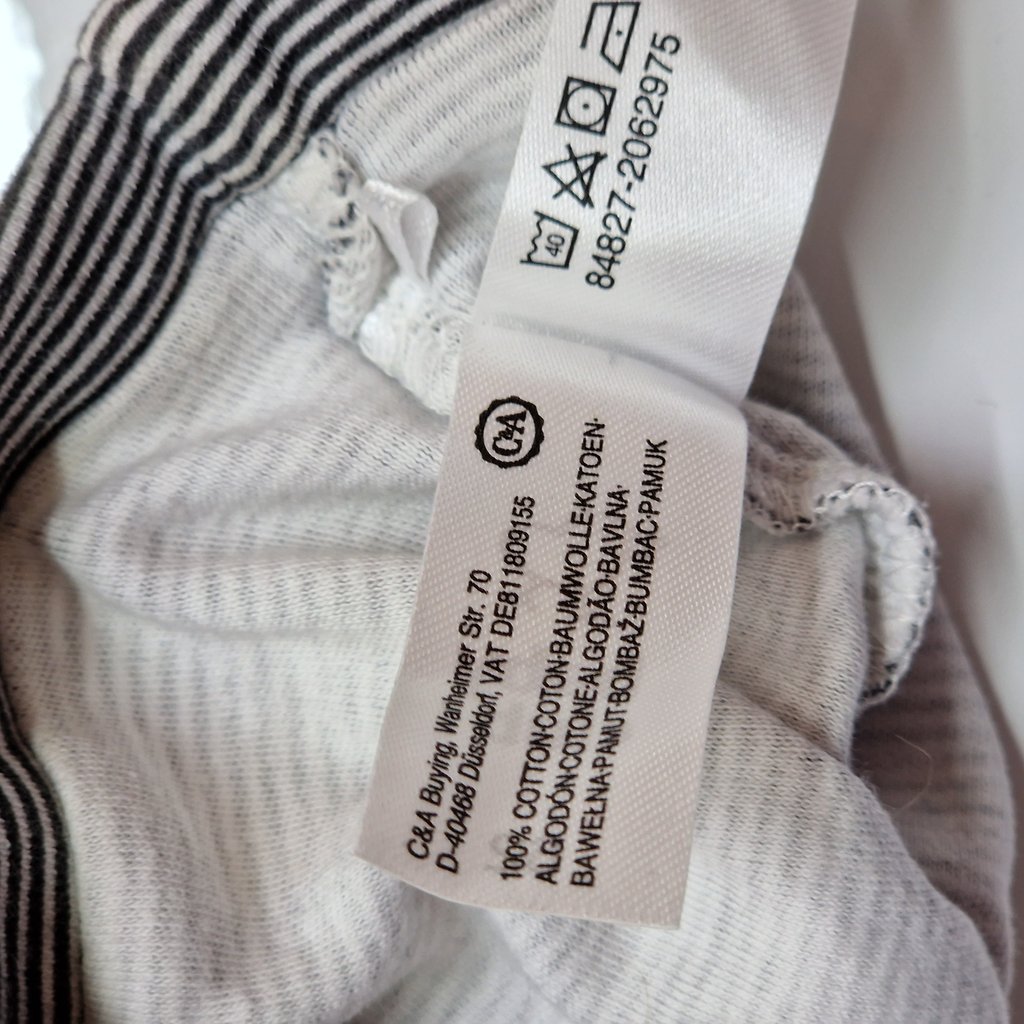 40
84827-2062975
C&A
C&A Buying, Wanheimer Str. 70
D-40468 Düsseldorf, VAT DE811809155
100% COTTON·COTON·BAUMWOLLE·KATOEN·
ALGODÓN·COTONE·ALGODÃO·BAVLNA·
BAWEŁNA·PAMUT·BOMBAŽ·BUMBAC·PAMUK